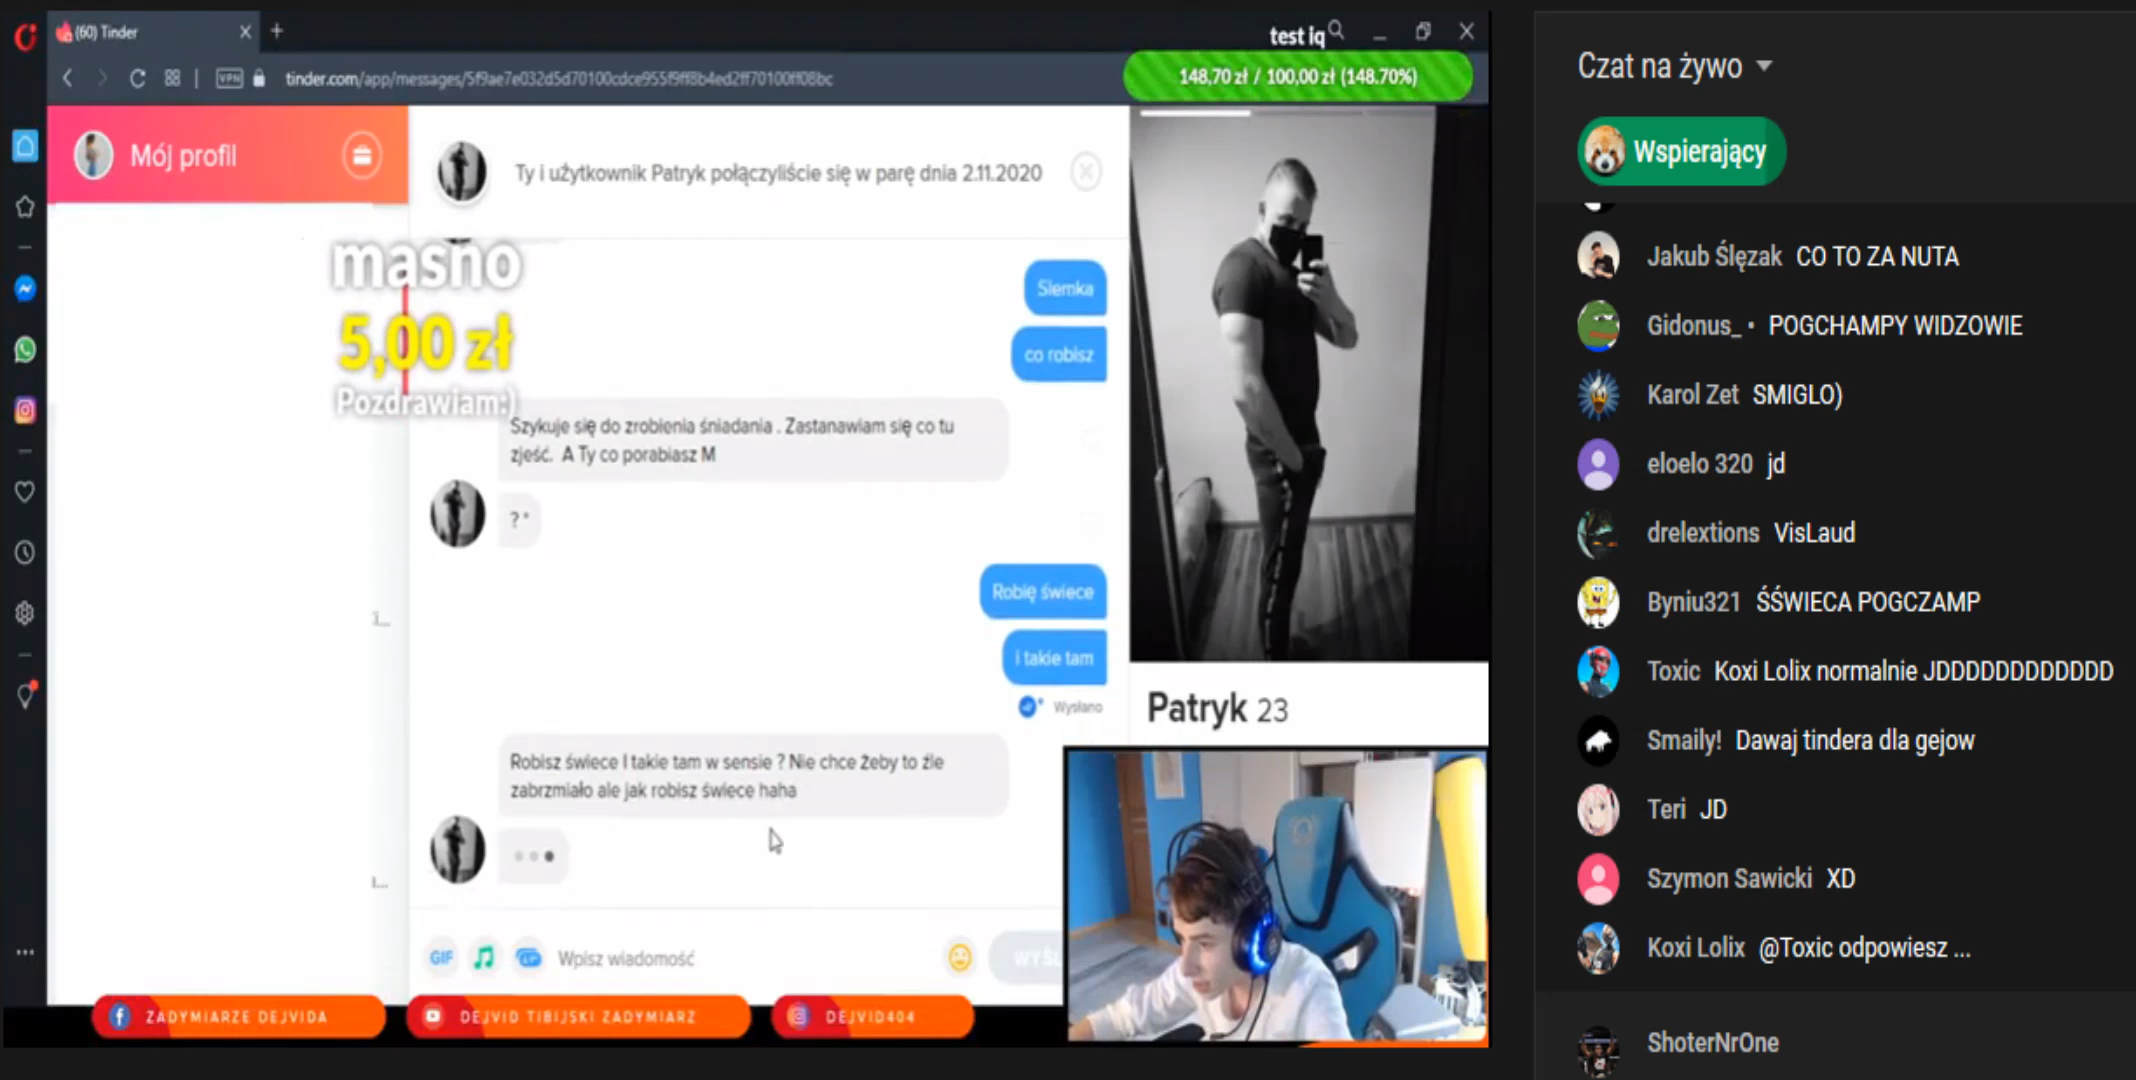 (60) Tinder
test iq
VPN
tinder.com/app/messages/5f9ae7e032d5d70100cdce955f9ff8b4ed2ff70100ff08bc
148,70 zł / 100,00 zł (148.70%)
Mój profil
Ty i użytkownik Patryk połączyliście się w parę dnia 2.11.2020
masno
5,00 zł
Pozdrawiam:)
Siemka
co robisz
Szykuje się do zrobienia śniadania . Zastanawiam się co tu
zjeść. A Ty co porabiasz M
? *
Robię świece
i takie tam
Wysłano
Robisz świece I takie tam w sensie ? Nie chce żeby to źle
zabrzmiało ale jak robisz świece haha
GIF
Wpisz wiadomość
Patryk 23
ZADYMIARZE DEJVIDA
DEJVID TIBIJSKI ZADYMIARZ
DEJVID404
Czat na żywo
Wspierający
Jakub Ślęzak CO TO ZA NUTA
Gidonus_• POGCHAMPY WIDZOWIE
Karol Zet SMIGLO)
eloelo 320 jd
drelextions VisLaud
Byniu321 ŚŚWIECA POGCZAMP
Toxic Koxi Lolix normalnie JDDDDDDDDDDDD
Smaily! Dawaj tindera dla gejow
Teri JD
Szymon Sawicki XD
Koxi Lolix @Toxic odpowiesz ...
ShoterNrOne